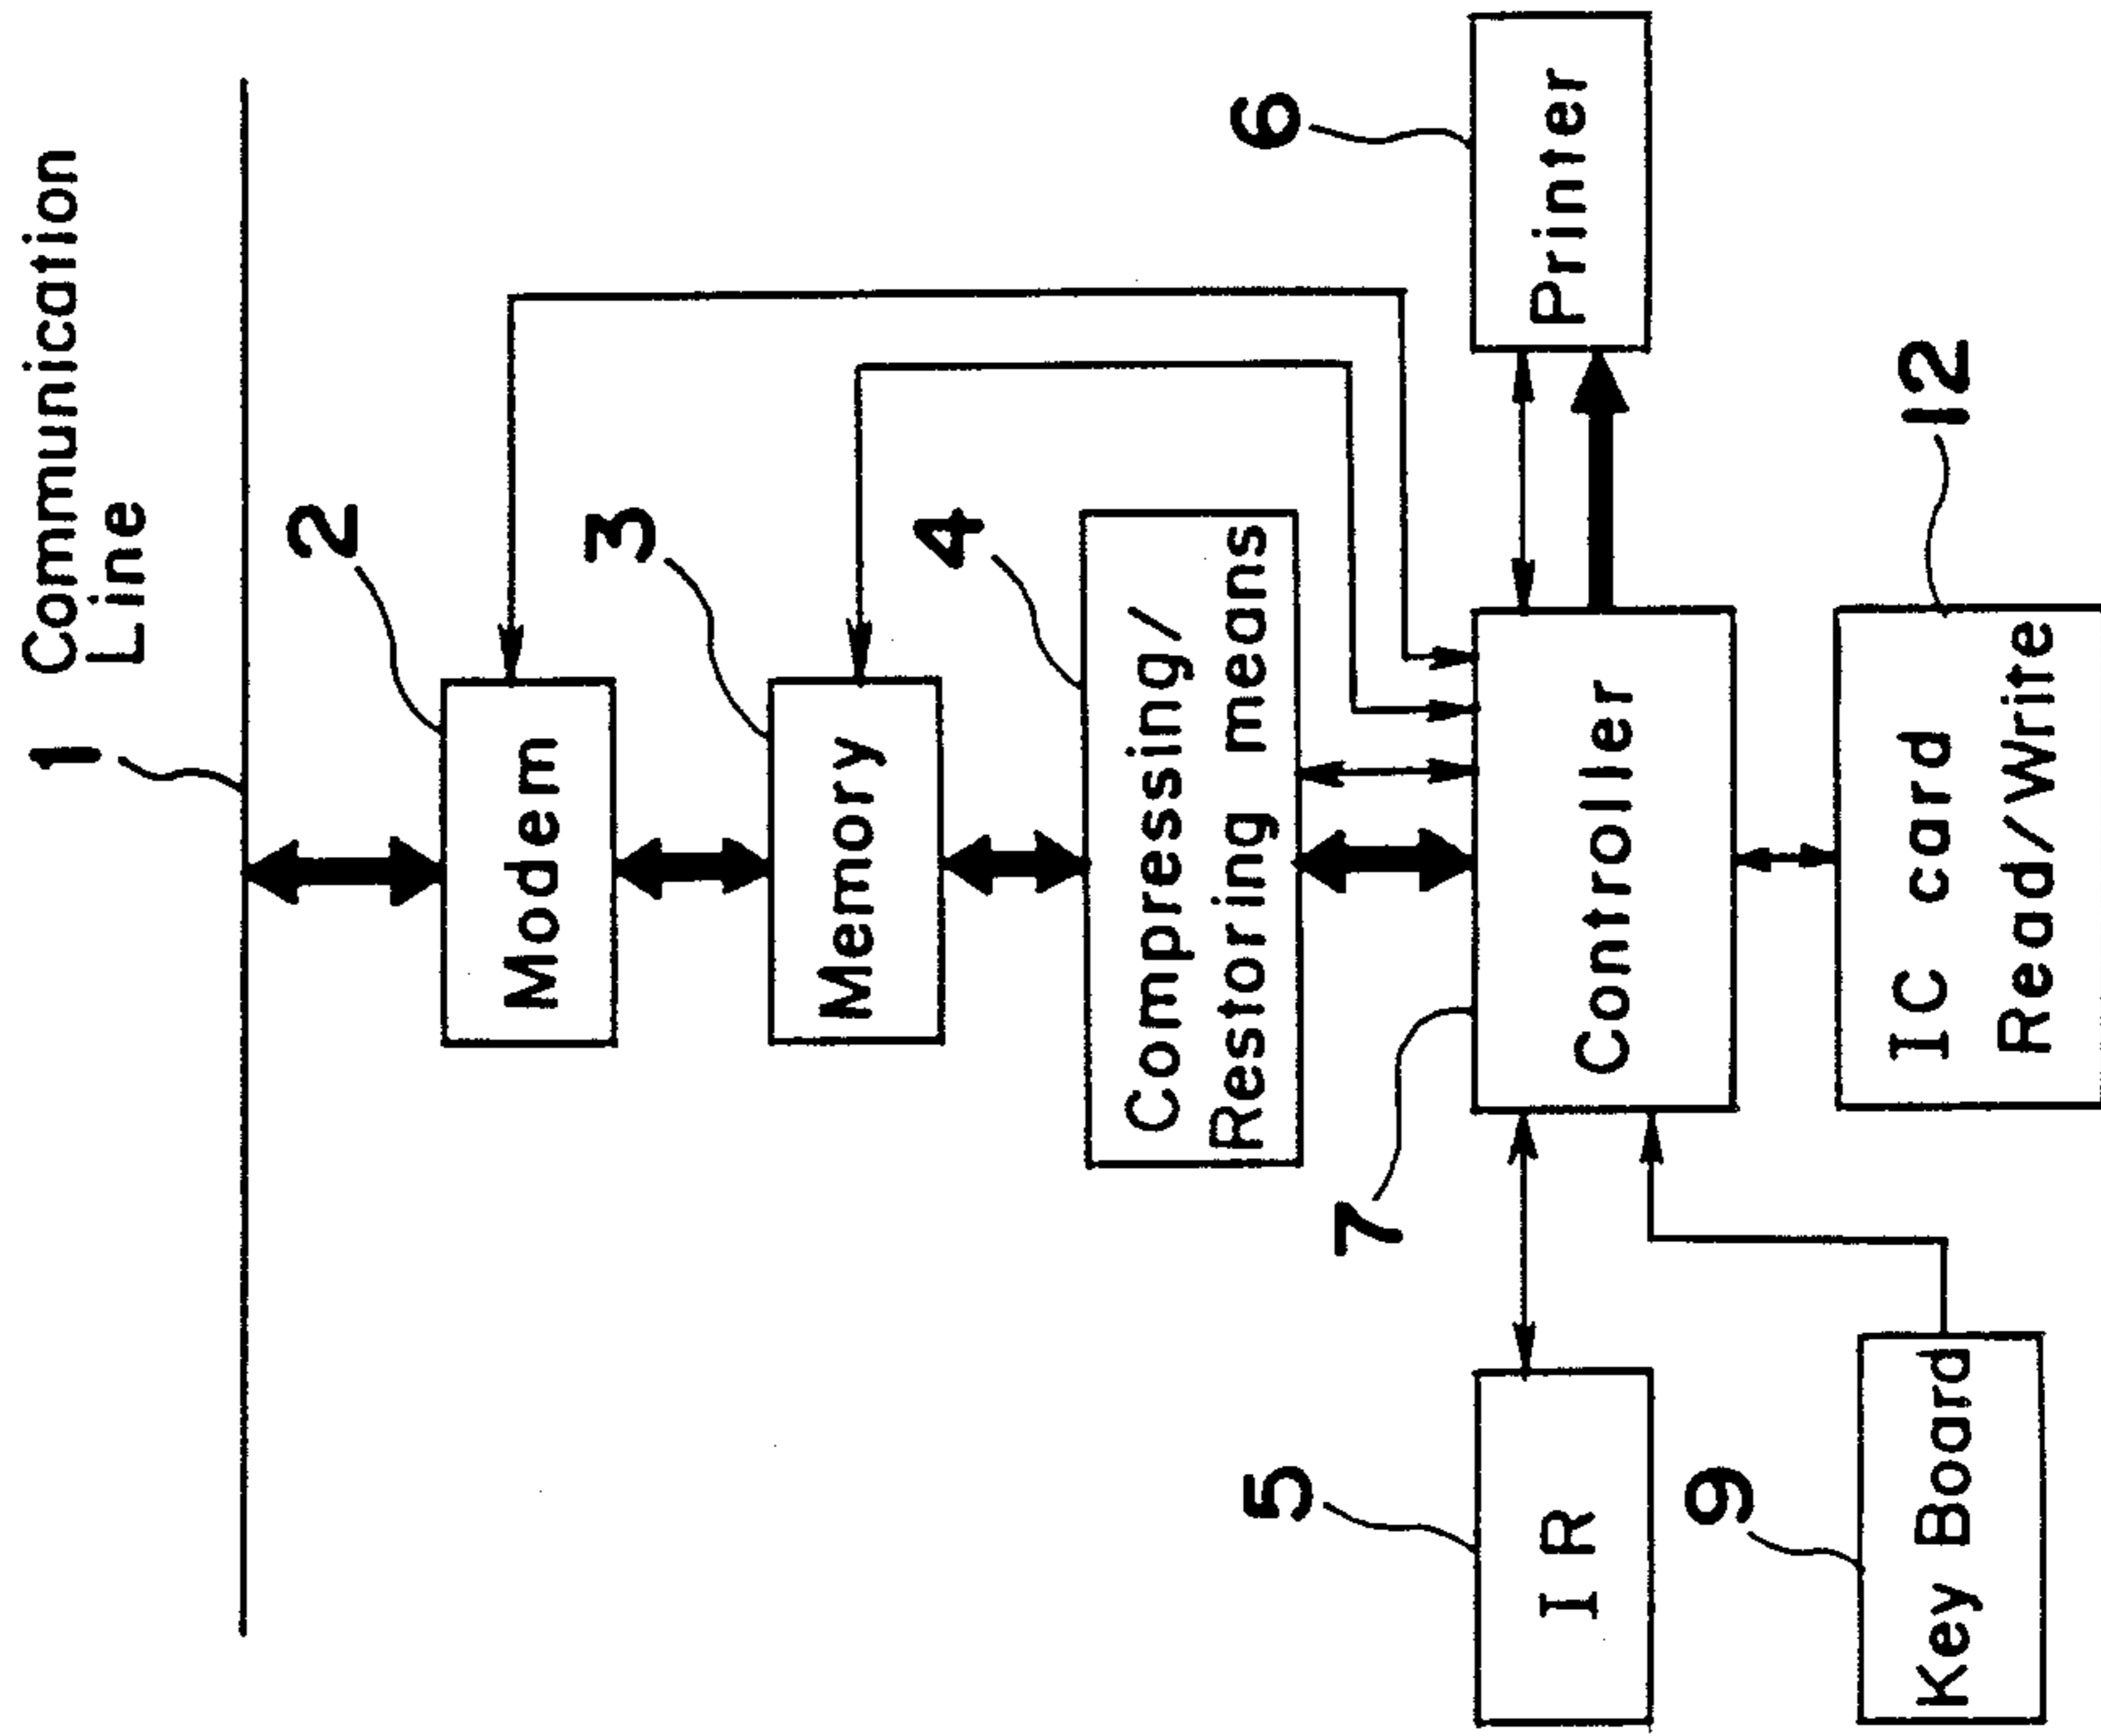 1
Communication
Line
2
Modem
3
Memory
4
Compressing/
Restoring means
5
IR
7
Controller
6
Printer
9
Key Board
12
IC card
Read/Write